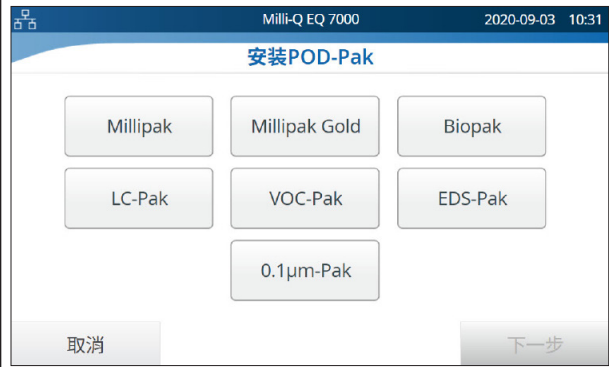 Milli-Q EQ 7000 2020-09-03 10:31
安装POD-Pak
Millipak Millipak Gold Biopak
LC-Pak VOC-Pak EDS-Pak
0.1µm-Pak
取消 下一步